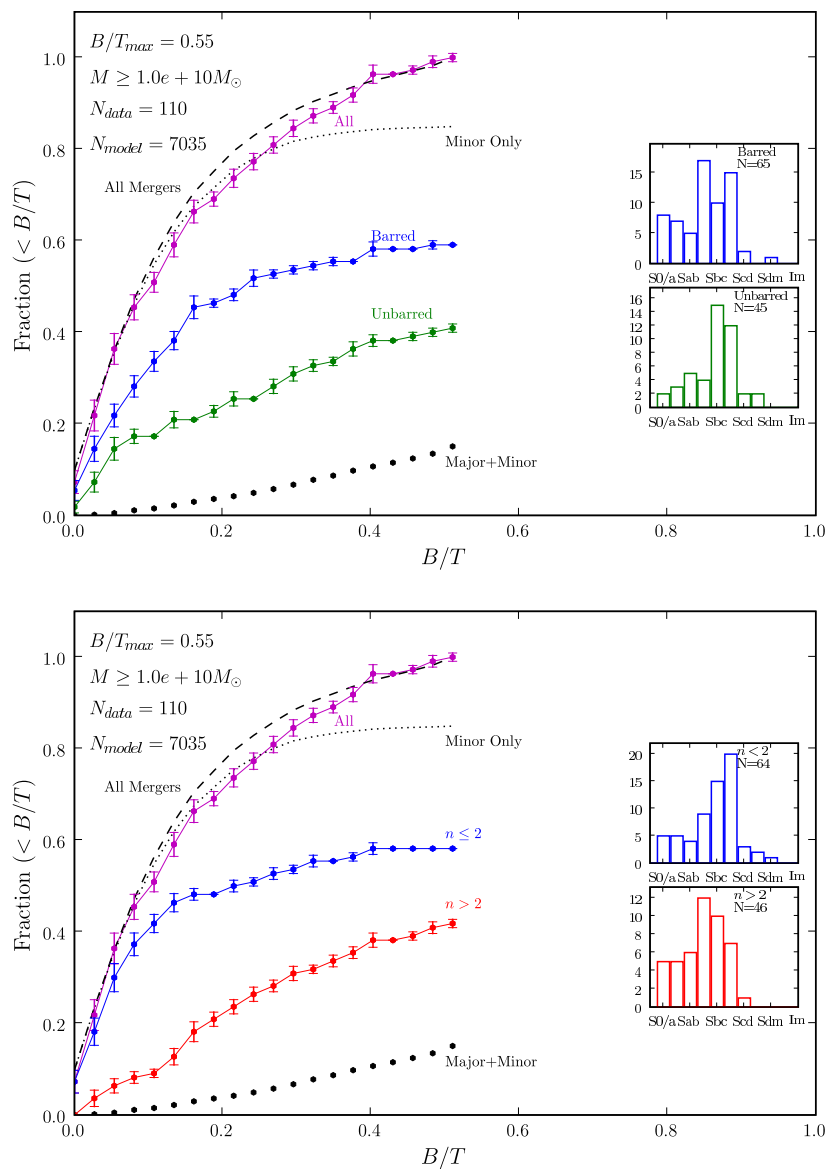 B/T_max = 0.55
M ≥ 1.0e + 10M_⊙
N_data = 110
N_model = 7035
All Mergers
All
Minor Only
Barred
Unbarred
Major+Minor
Fraction (< B/T)
1.0
0.8
0.6
0.4
0.2
0.0
0.0 0.2 0.4 0.6 0.8 1.0
B/T
Barred
N=65
15
10
5
0
S0/a Sab Sbc Scd Sdm Im
Unbarred
N=45
16
14
12
10
8
6
4
2
0
S0/a Sab Sbc Scd Sdm Im
B/T_max = 0.55
M ≥ 1.0e + 10M_⊙
N_data = 110
N_model = 7035
All Mergers
All
Minor Only
n ≤ 2
n > 2
Major+Minor
Fraction (< B/T)
1.0
0.8
0.6
0.4
0.2
0.0
0.0 0.2 0.4 0.6 0.8 1.0
B/T
n < 2
N=64
20
15
10
5
0
S0/a Sab Sbc Scd Sdm Im
n > 2
N=46
12
10
8
6
4
2
0
S0/a Sab Sbc Scd Sdm Im